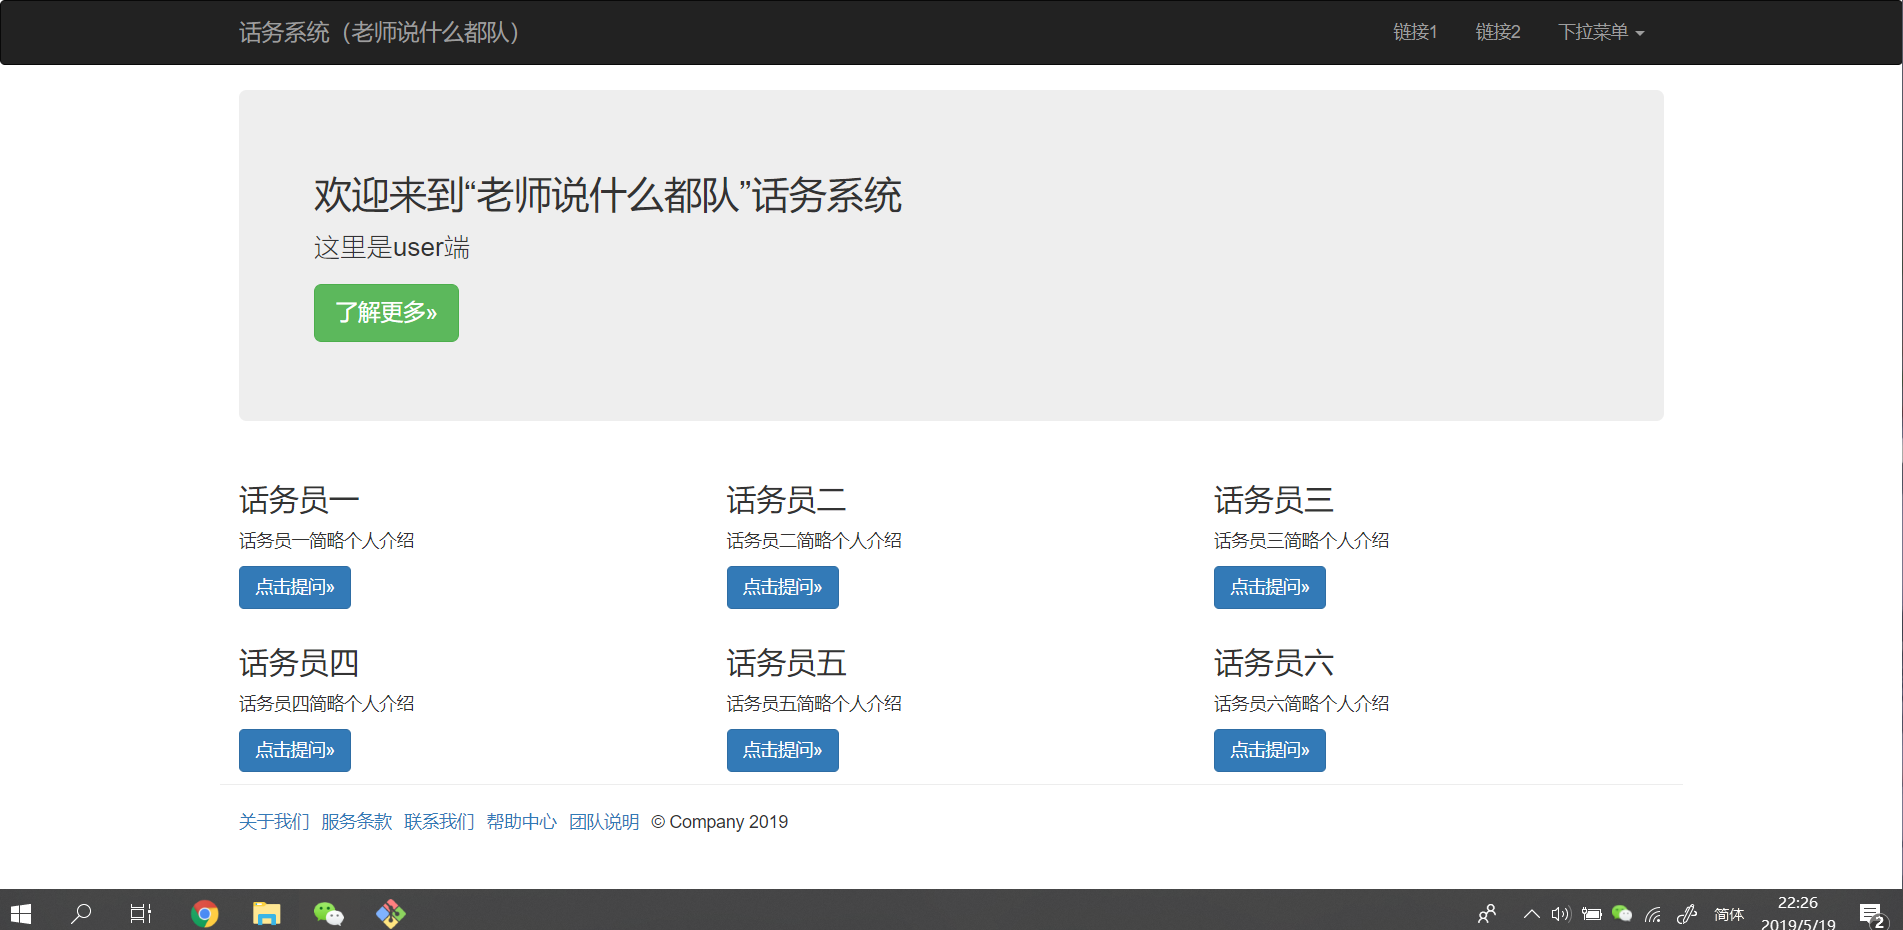 话务系统（老师说什么都队） 链接1 链接2 下拉菜单
欢迎来到“老师说什么都队”话务系统
这里是user端
了解更多»
话务员一 话务员二 话务员三
话务员一简略个人介绍 话务员二简略个人介绍 话务员三简略个人介绍
点击提问» 点击提问» 点击提问»
话务员四 话务员五 话务员六
话务员四简略个人介绍 话务员五简略个人介绍 话务员六简略个人介绍
点击提问» 点击提问» 点击提问»
关于我们 服务条款 联系我们 帮助中心 团队说明 © Company 2019
简体 22:26
2019/5/19 2